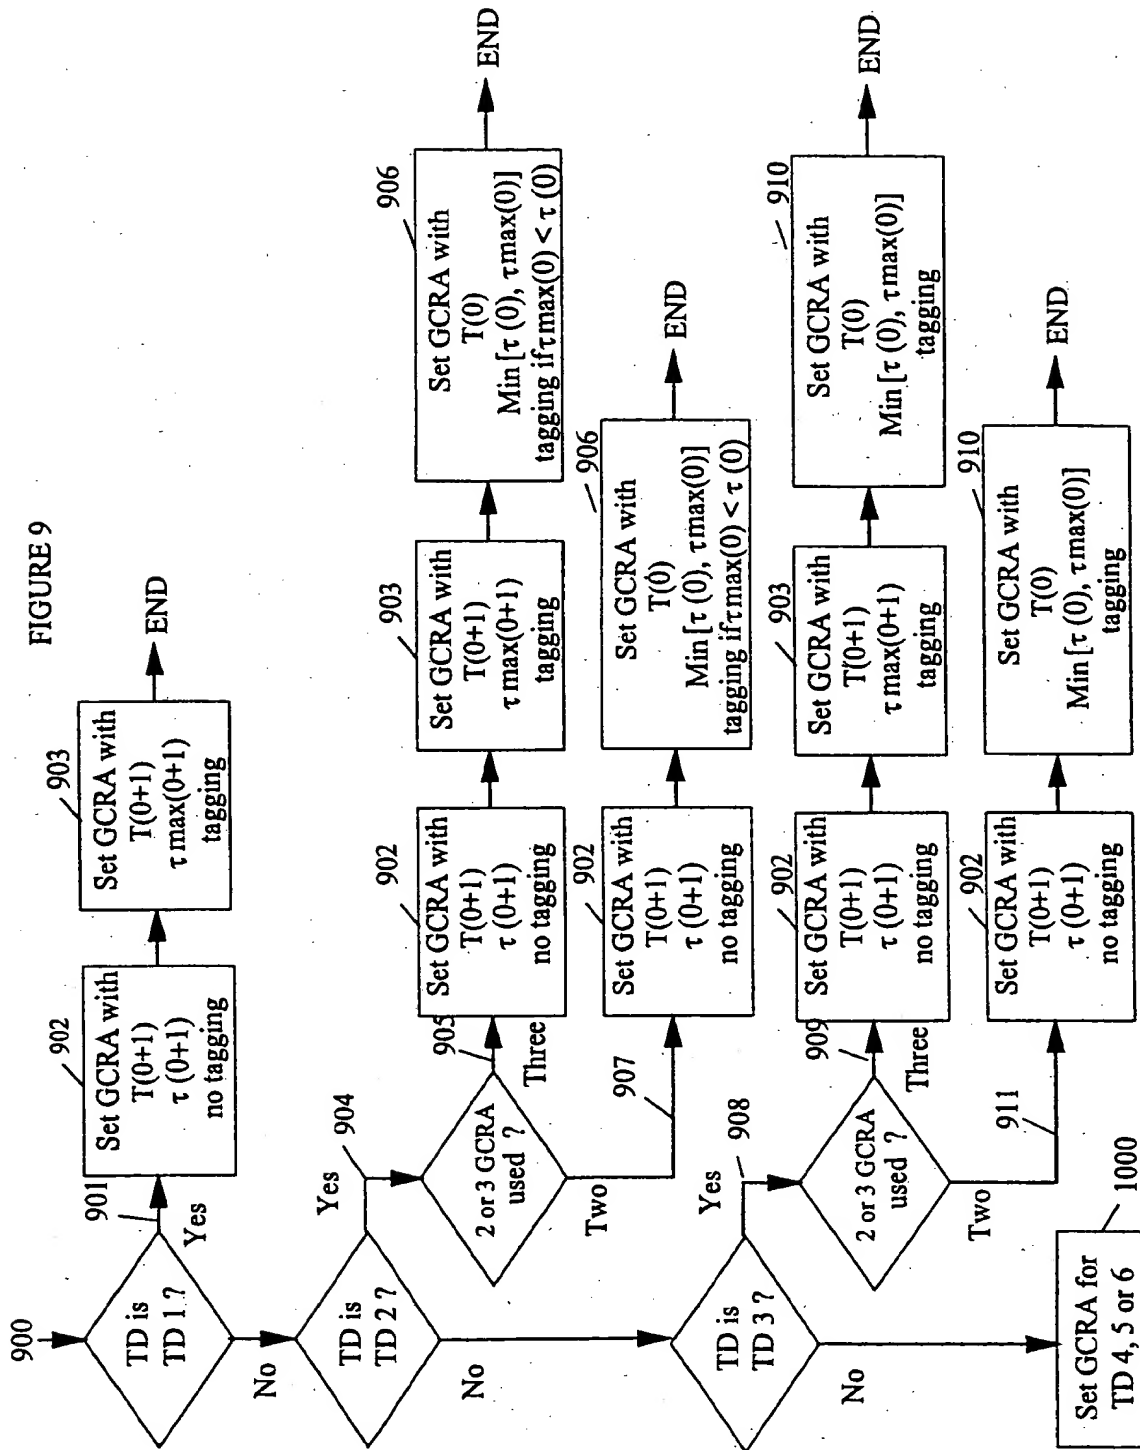 FIGURE 9
900
TD is
TD 1 ?
901
Yes
No
902
Set GCRA with
T(0+1)
τ (0+1)
no tagging
903
Set GCRA with
T(0+1)
τ max(0+1)
tagging
END
TD is
TD 2 ?
Yes
No
904
2 or 3 GCRA
used ?
905
Three
Two
902
Set GCRA with
T(0+1)
τ (0+1)
no tagging
903
Set GCRA with
T(0+1)
τ max(0+1)
tagging
906
Set GCRA with
T(0)
Min [τ (0), τmax(0)]
tagging if τmax(0) < τ (0)
END
907
902
Set GCRA with
T(0+1)
τ (0+1)
no tagging
906
Set GCRA with
T(0)
Min [τ (0), τmax(0)]
tagging if τmax(0) < τ (0)
END
TD is
TD 3 ?
Yes
No
908
2 or 3 GCRA
used ?
909
Three
Two
902
Set GCRA with
T(0+1)
τ (0+1)
no tagging
903
Set GCRA with
T(0+1)
τ max(0+1)
tagging
910
Set GCRA with
T(0)
Min [τ (0), τmax(0)]
tagging
END
911
902
Set GCRA with
T(0+1)
τ (0+1)
no tagging
910
Set GCRA with
T(0)
Min [τ (0), τmax(0)]
tagging
END
1000
Set GCRA for
TD 4, 5 or 6